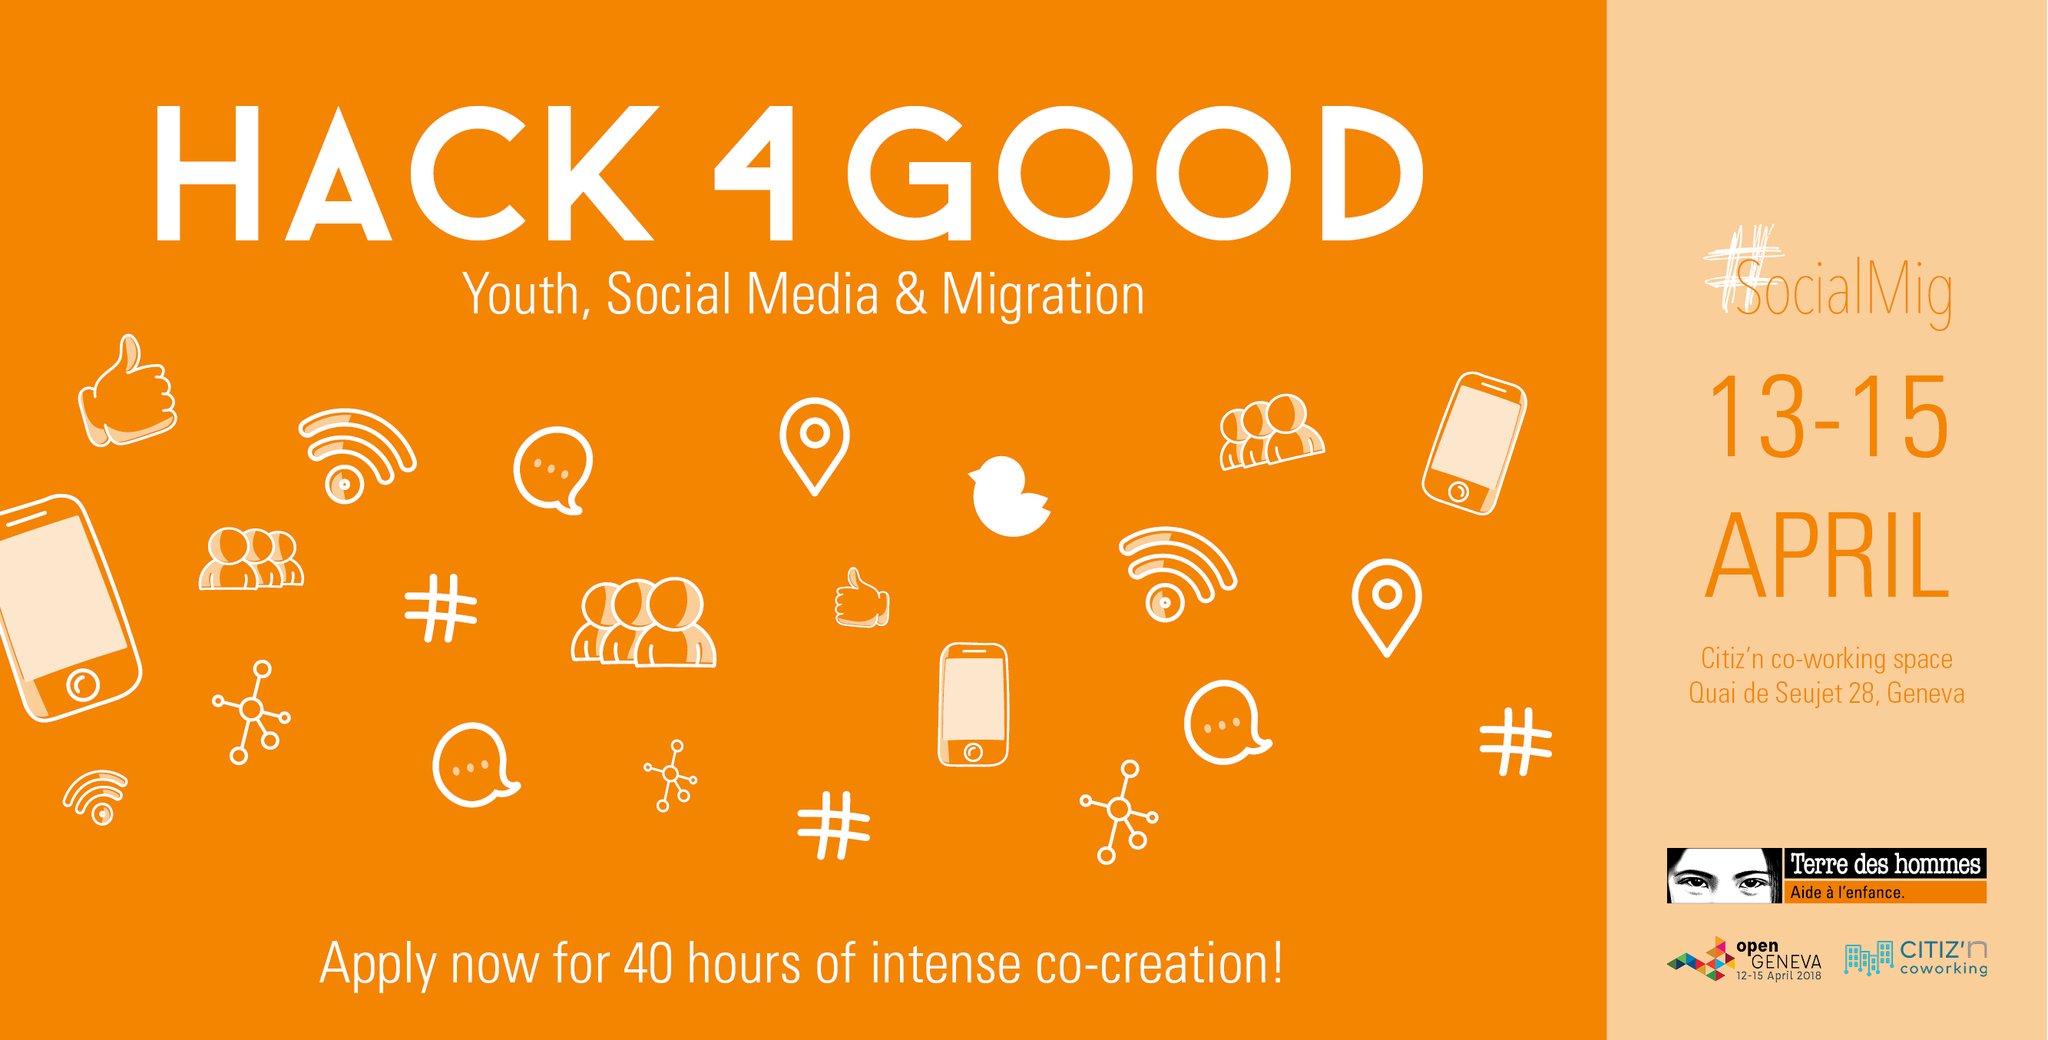 HACK 4 GOOD
Youth, Social Media & Migration
Apply now for 40 hours of intense co-creation!
#SocialMig
13-15
APRIL
Citiz'n co-working space
Quai de Seujet 28, Geneva
Terre des hommes
Aide à l'enfance.
open
GENEVA
12-15 April 2018
CITIZ'n
coworking